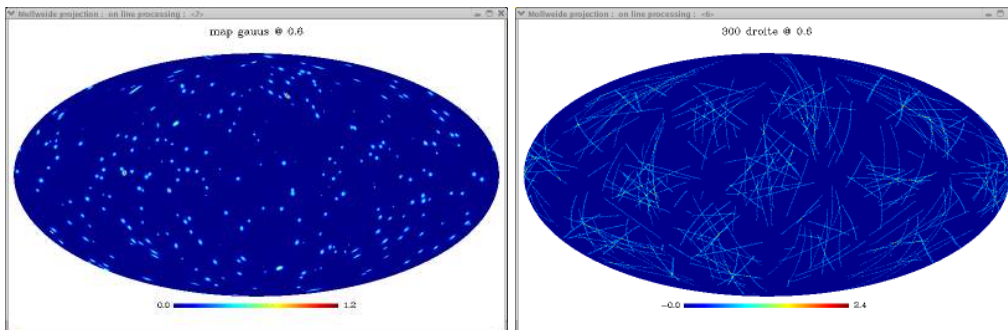 Mollweide projection : on line processing : <7>
map gauus @ 0.6
0.0 1.2
Mollweide projection : on line processing : <6>
300 droite @ 0.6
-0.0 2.4